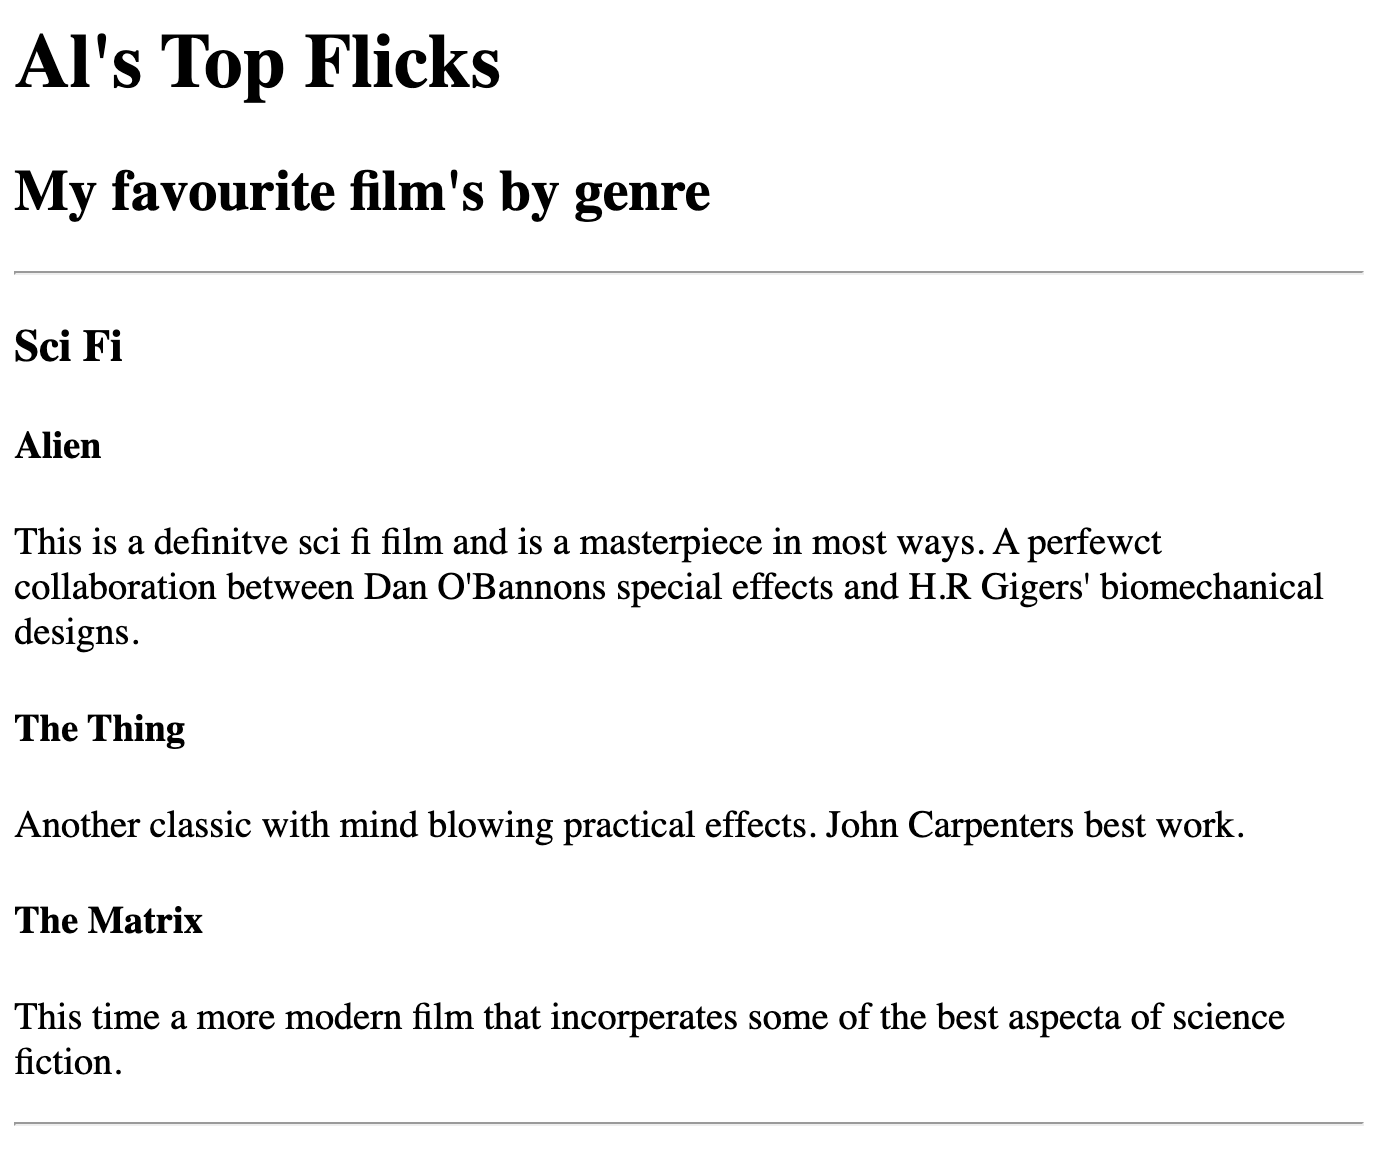 Al's Top Flicks
My favourite film's by genre
Sci Fi
Alien
This is a definitve sci fi film and is a masterpiece in most ways. A perfewct
collaboration between Dan O'Bannons special effects and H.R Gigers' biomechanical
designs.
The Thing
Another classic with mind blowing practical effects. John Carpenters best work.
The Matrix
This time a more modern film that incorperates some of the best aspecta of science
fiction.